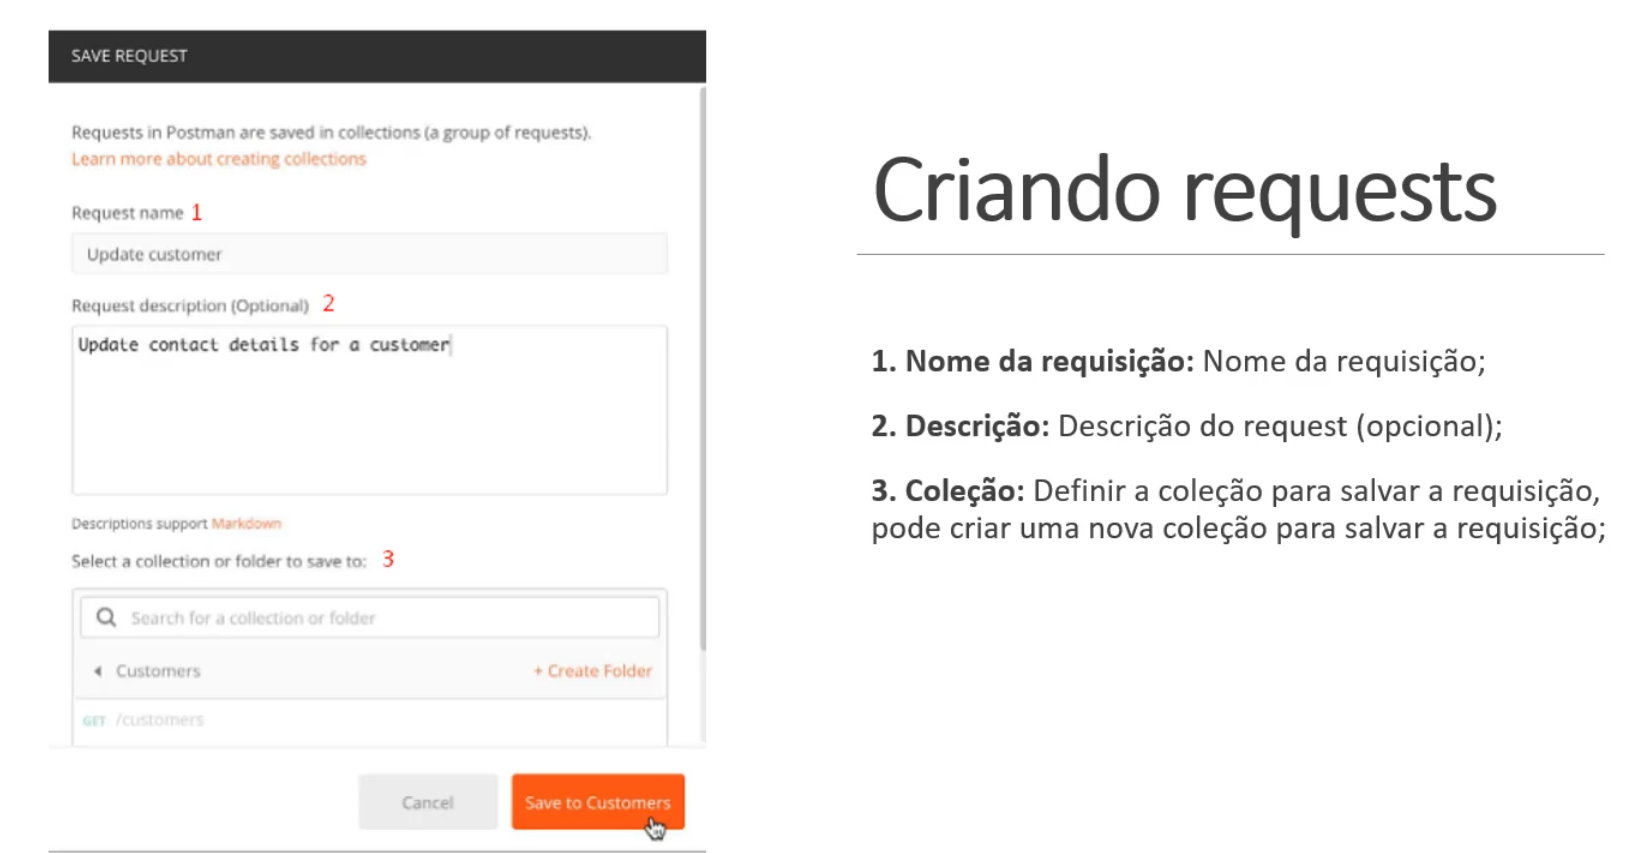 SAVE REQUEST
Requests in Postman are saved in collections (a group of requests).
Learn more about creating collections
Request name 1
Update customer
Request description (Optional) 2
Update contact details for a customer
Descriptions support Markdown
Select a collection or folder to save to: 3
Search for a collection or folder
Customers + Create Folder
GET /customers
Cancel Save to Customers
Criando requests
1. Nome da requisição: Nome da requisição;
2. Descrição: Descrição do request (opcional);
3. Coleção: Definir a coleção para salvar a requisição,
pode criar uma nova coleção para salvar a requisição;